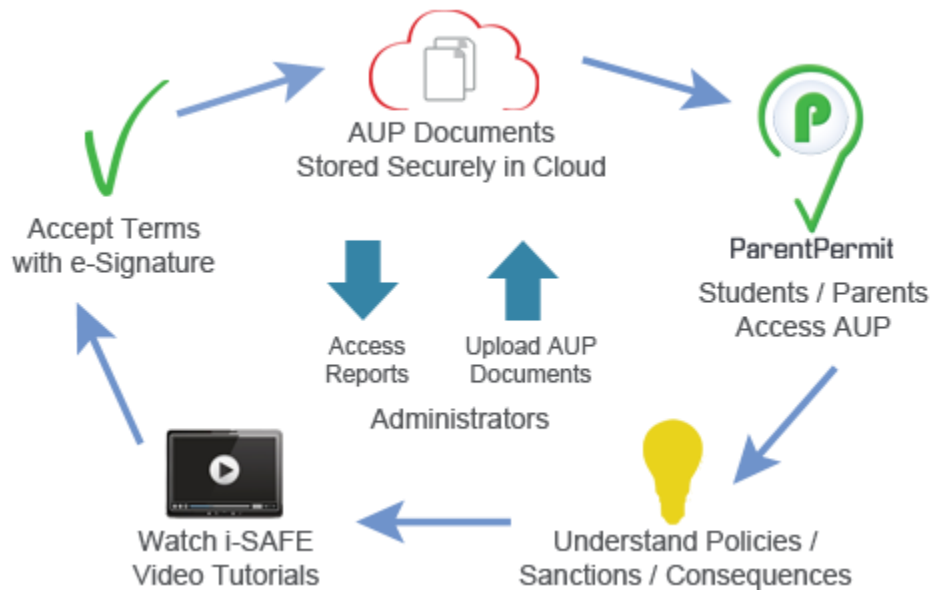 AUP Documents
Stored Securely in Cloud
P
ParentPermit
Students / Parents
Access AUP
Understand Policies /
Sanctions / Consequences
Watch i-SAFE
Video Tutorials
Accept Terms
with e-Signature
Access
Reports
Upload AUP
Documents
Administrators